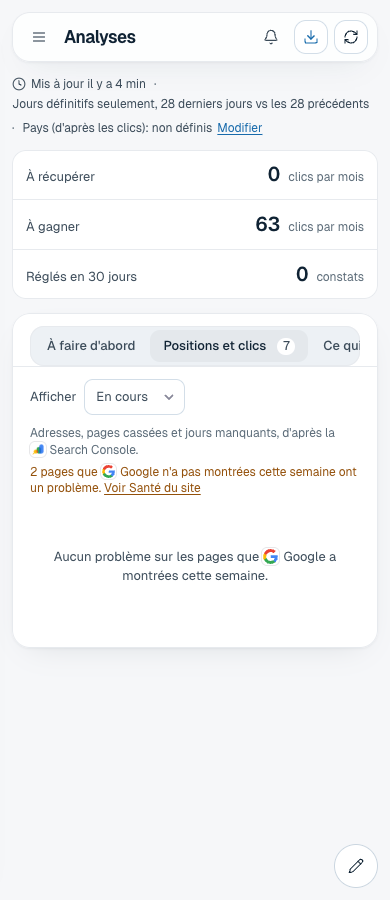 Analyses
Mis à jour il y a 4 min ·
Jours définitifs seulement, 28 derniers jours vs les 28 précédents
· Pays (d'après les clics): non définis Modifier
À récupérer 0 clics par mois
À gagner 63 clics par mois
Réglés en 30 jours 0 constats
À faire d'abord Positions et clics 7 Ce qui
Afficher En cours
Adresses, pages cassées et jours manquants, d'après la
Search Console.
2 pages que Google n'a pas montrées cette semaine ont
un problème. Voir Santé du site
Aucun problème sur les pages que Google a
montrées cette semaine.